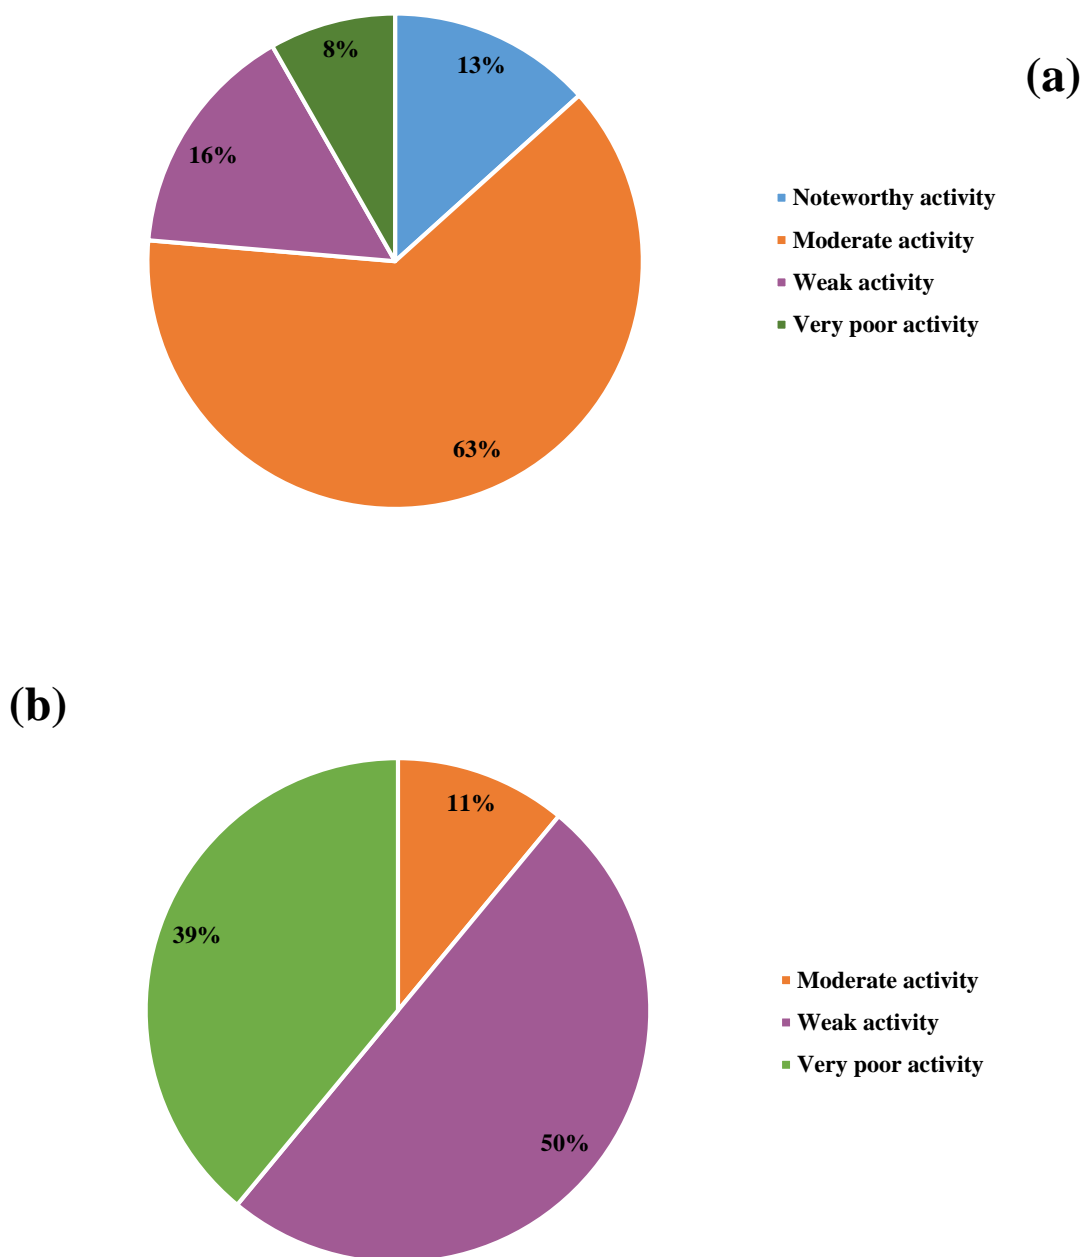 8%
13%
(a)
16%
Noteworthy activity
Moderate activity
Weak activity
Very poor activity
63%
(b)
11%
39%
Moderate activity
Weak activity
Very poor activity
50%